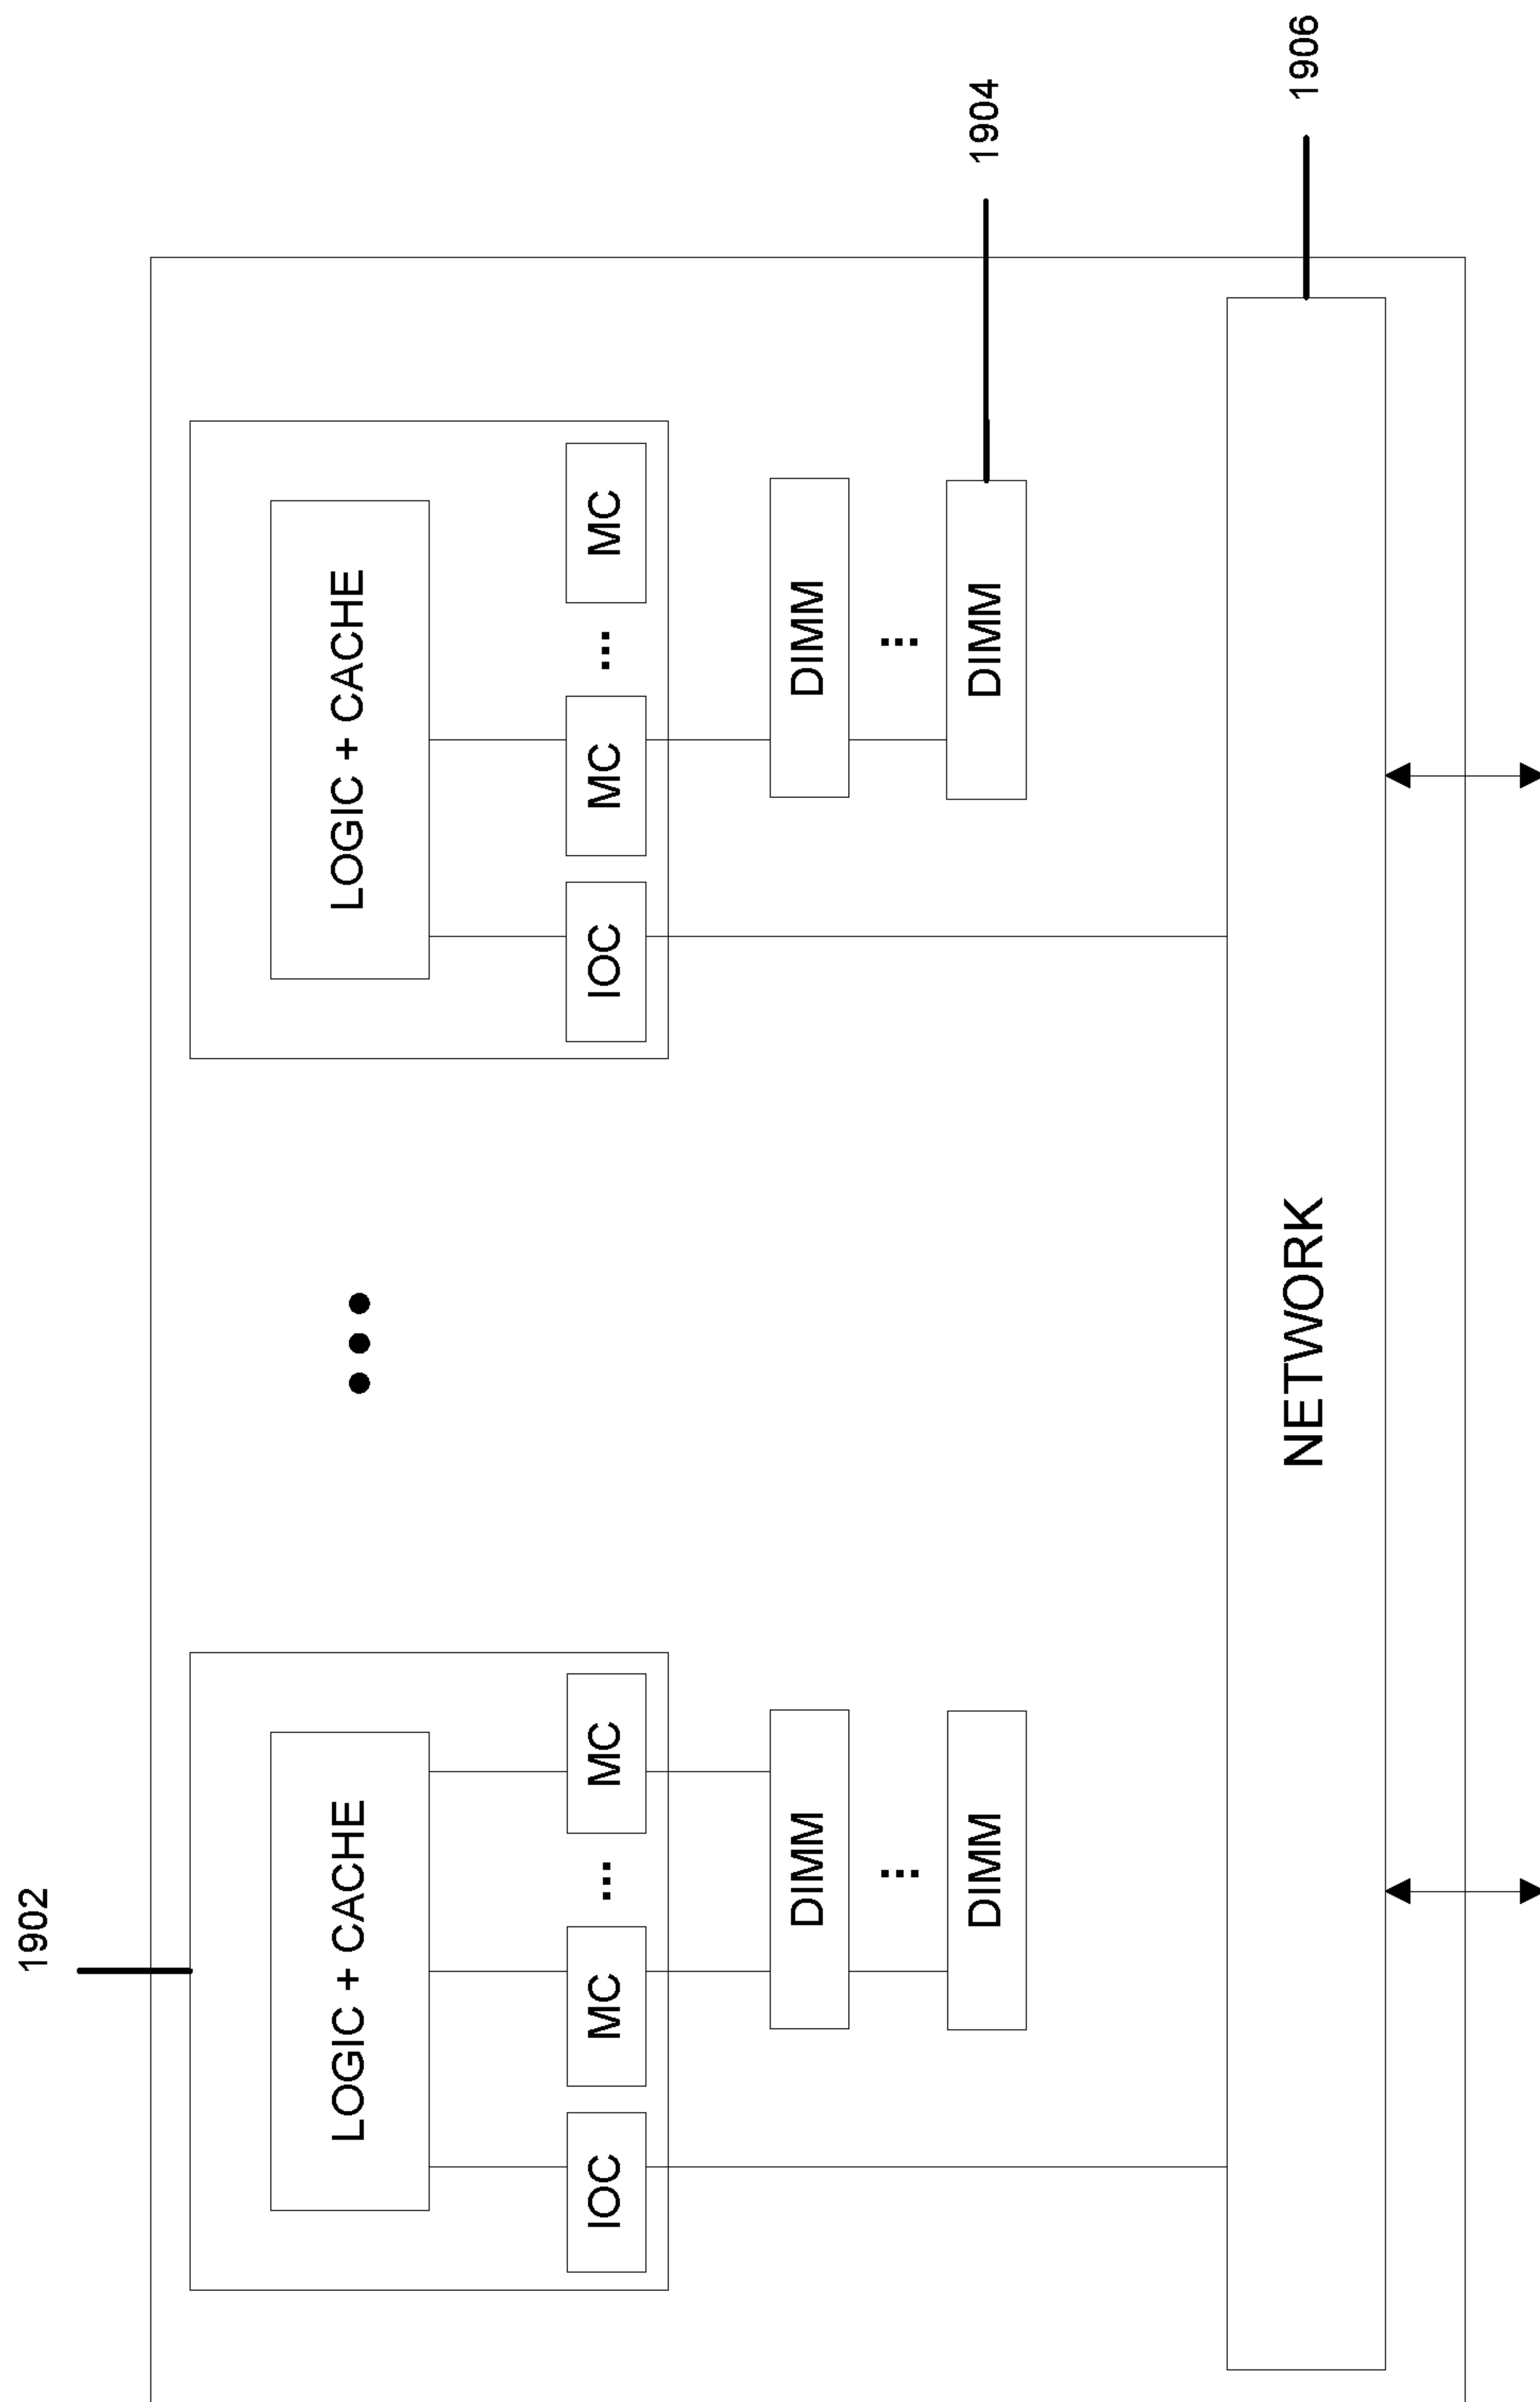 1902
LOGIC + CACHE
LOGIC + CACHE
IOC
MC
...
MC
IOC
MC
...
MC
DIMM
DIMM
DIMM
DIMM
1904
NETWORK
1906